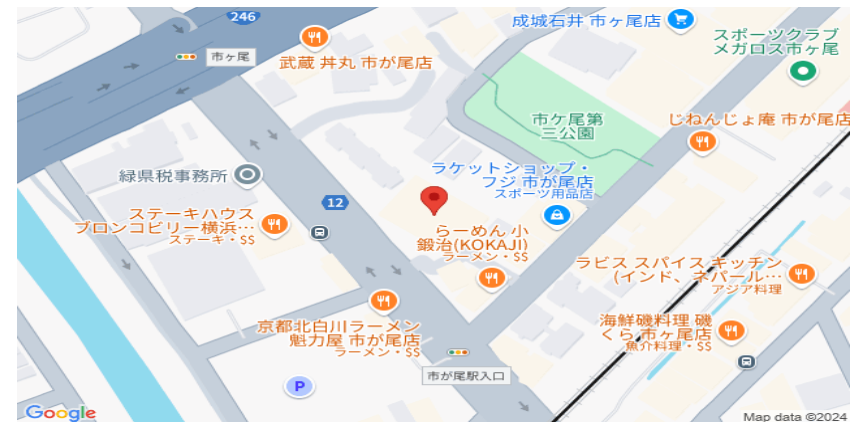 246
成城石井 市ヶ尾店
スポーツクラブ
メガロス市ヶ尾
市ヶ尾
武蔵 丼丸 市が尾店
市ケ尾第
三公園
じねんじょ庵 市が尾店
緑県税事務所
ラケットショップ・
フジ 市が尾店
スポーツ用品店
12
ステーキハウス
ブロンコビリー横浜…
ステーキ・$$
らーめん 小
鍛冶(KOKAJI)
ラーメン・$$
ラビス スパイス キッチン
(インド、ネパール…
アジア料理
京都北白川ラーメン
魁力屋 市が尾店
ラーメン・$$
海鮮磯料理 磯
くら 市ヶ尾店
魚介料理・$$
市が尾駅入口
P
Google
Map data ©2024